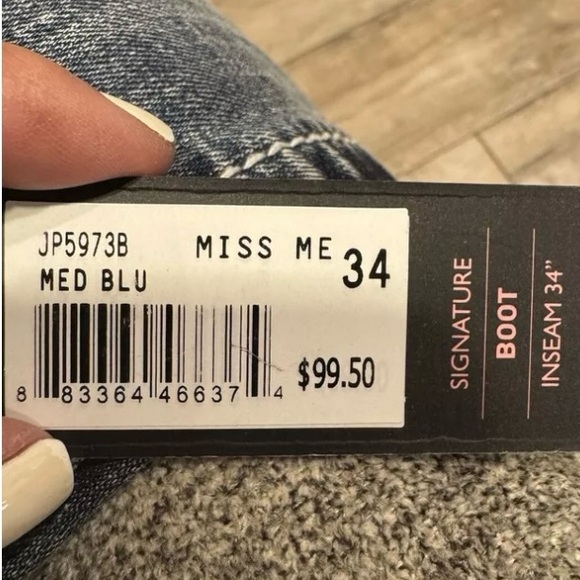 JP5973B MISS ME 34
MED BLU
8 83364 46637 4
$99.50
SIGNATURE
BOOT
INSEAM 34"